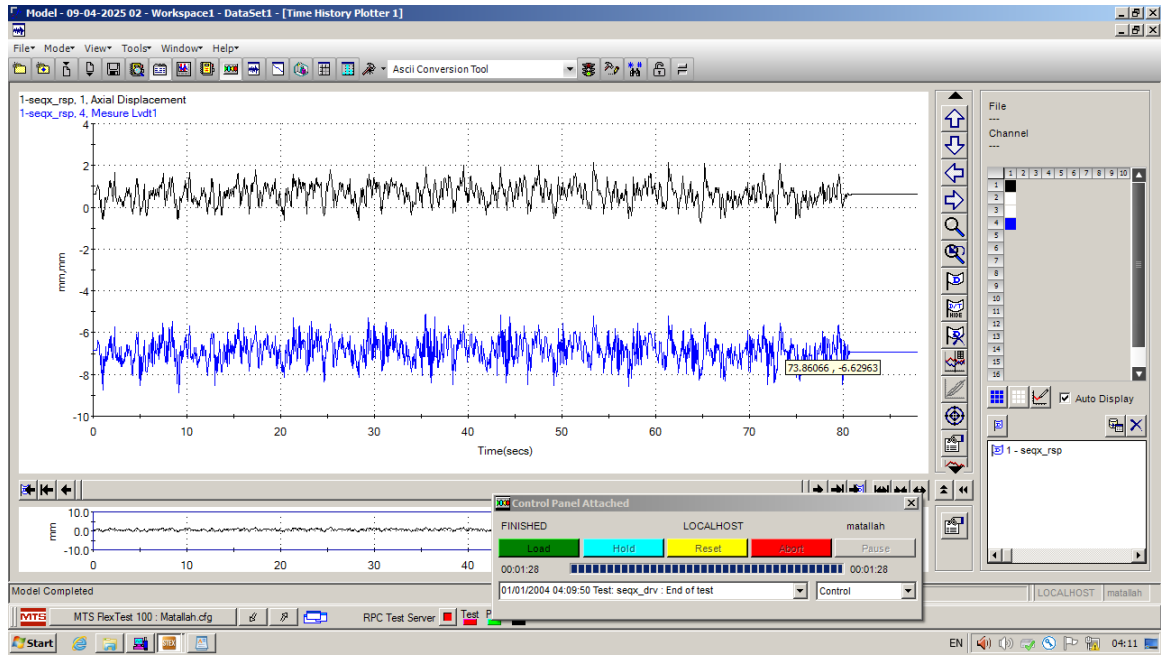 Model - 09-04-2025 02 - Workspace1 - DataSet1 - [Time History Plotter 1]
File Mode View Tools Window Help
Ascii Conversion Tool
1-seqx_rsp, 1, Axial Displacement
1-seqx_rsp, 4, Mesure Lvdt1
4
2
0
-2
-4
-6
-8
-10
mm,mm
0 10 20 30 40 50 60 70 80
Time(secs)
73.86066 , -6.62963
D/T
HIDE
File
---
Channel
---
1 2 3 4 5 6 7 8 9 10
1
2
3
4
5
6
7
8
9
10
11
12
13
14
15
16
Auto Display
1 - seqx_rsp
10.0
0.0
-10.0
mm
0 10 20 30 40
Control Panel Attached
FINISHED LOCALHOST matallah
Load Hold Reset Abort Pause
00:01:28 00:01:28
01/01/2004 04:09:50 Test: seqx_drv : End of test Control
Model Completed LOCALHOST matallah
MTS MTS FlexTest 100 : Matallah.cfg RPC Test Server Test P
Start STEX EN 04:11